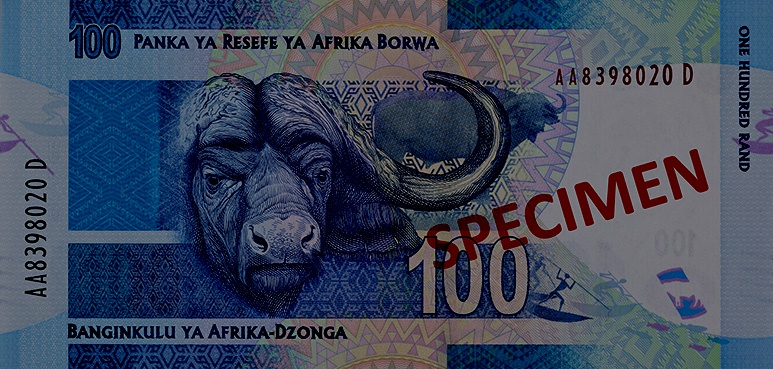 100 PANKA YA RESEFE YA AFRIKA BORWA
AA8398020 D
ONE HUNDRED RAND
AA8398020 D
SPECIMEN
100
100
BANGINKULU YA AFRIKA-DZONGA